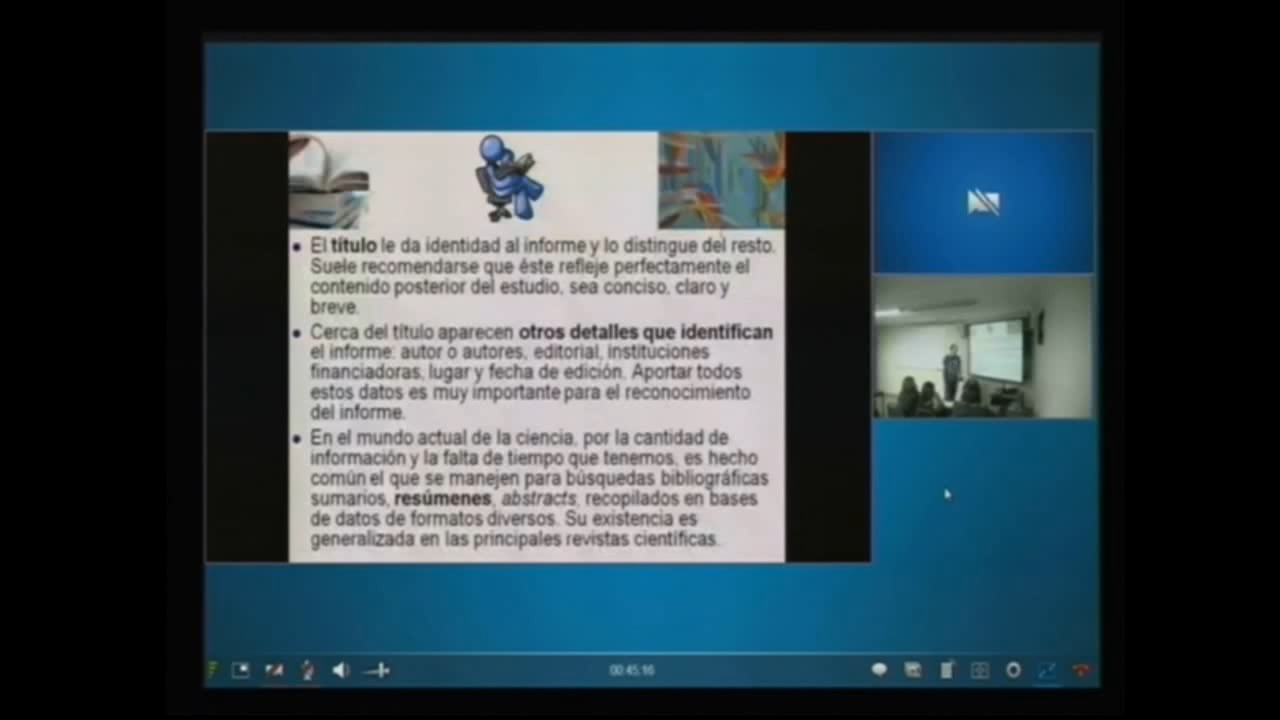 El título le da identidad al informe y lo distingue del resto.
Suele recomendarse que éste refleje perfectamente el
contenido posterior del estudio, sea conciso, claro y
breve.
Cerca del título aparecen otros detalles que identifican
el informe: autor o autores, editorial, instituciones
financiadoras, lugar y fecha de edición. Aportar todos
estos datos es muy importante para el reconocimiento
del informe.
En el mundo actual de la ciencia, por la cantidad de
información y la falta de tiempo que tenemos, es hecho
común el que se manejen para búsquedas bibliográficas
sumarios, resúmenes, abstracts, recopilados en bases
de datos de formatos diversos. Su existencia es
generalizada en las principales revistas científicas.
00:45:16